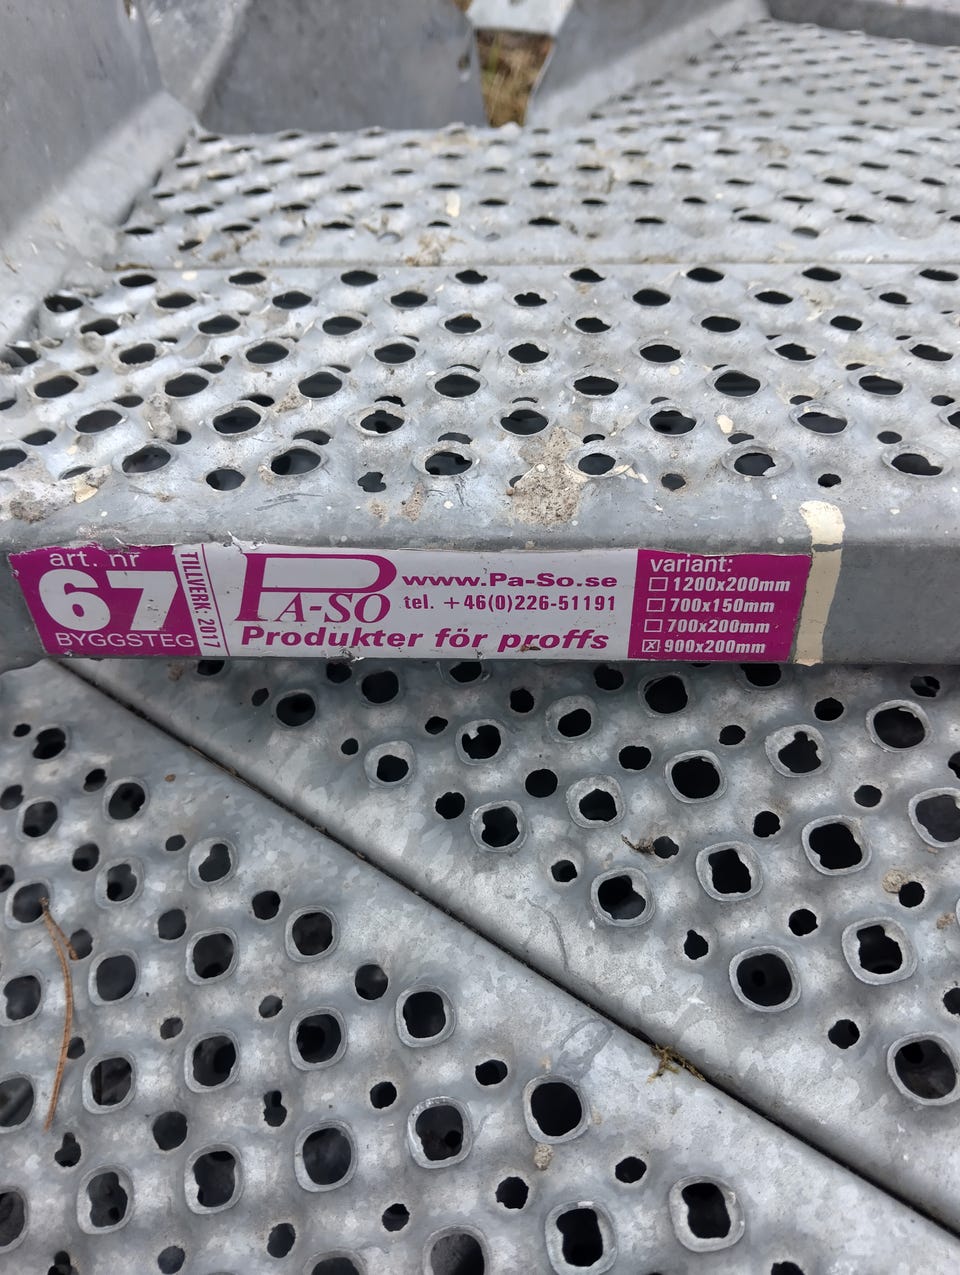 art. nr
67
BYGGSTEG
TILLVERK: 2017
PA-SO
www.Pa-So.se
tel. +46(0)226-51191
Produkter för proffs
variant:
☐ 1200x200mm
☐ 700x150mm
☐ 700x200mm
☒ 900x200mm